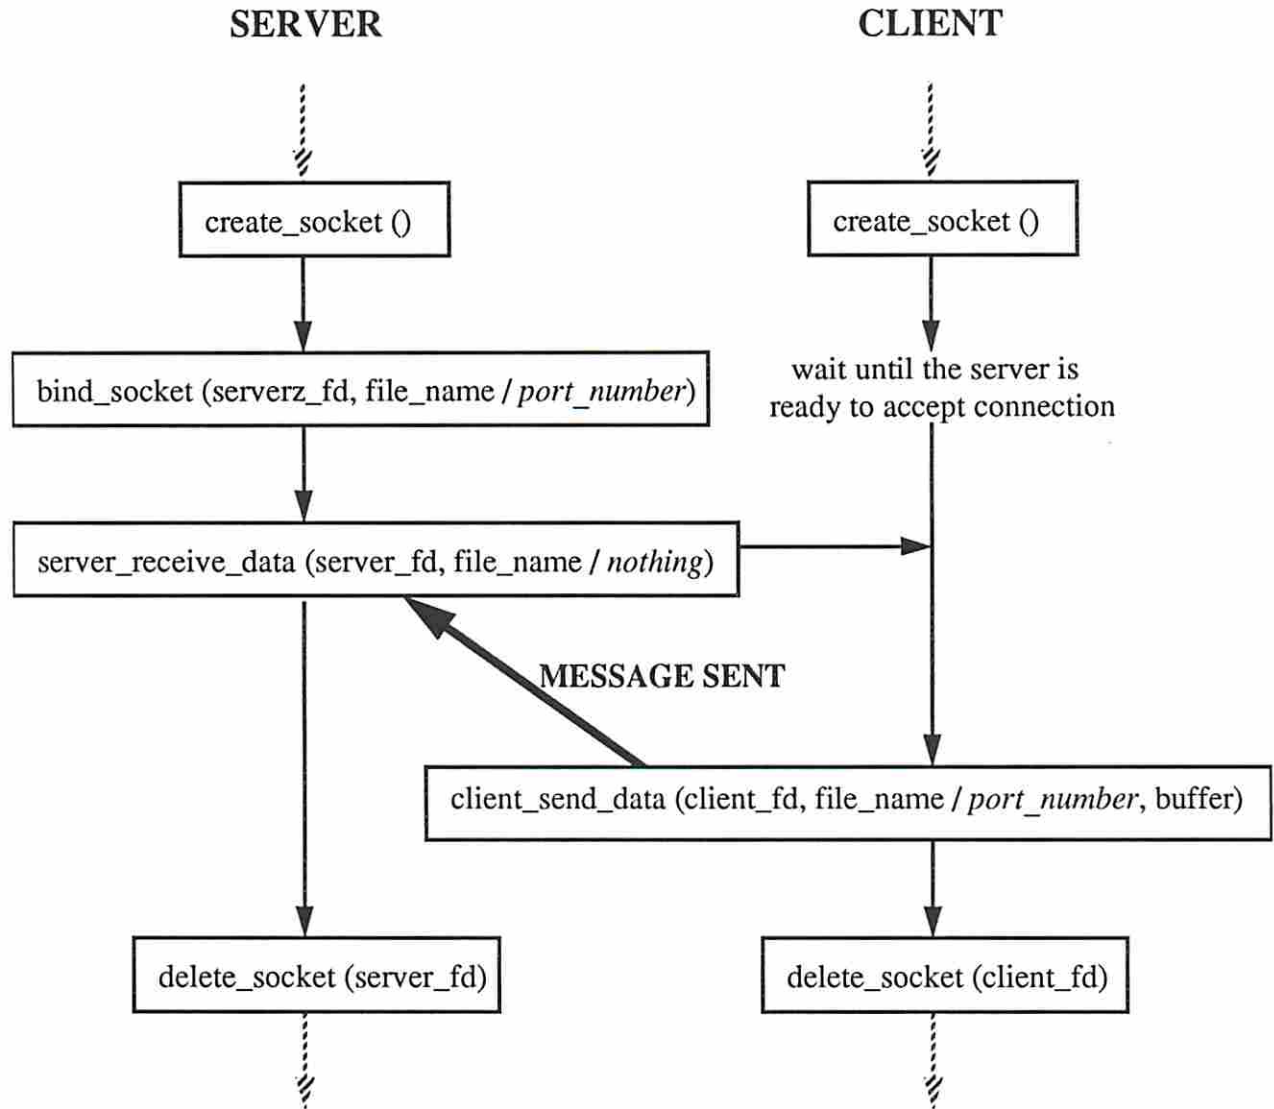 SERVER
CLIENT
create_socket ()
create_socket ()
bind_socket (serverz_fd, file_name / port_number)
wait until the server is
ready to accept connection
server_receive_data (server_fd, file_name / nothing)
MESSAGE SENT
client_send_data (client_fd, file_name / port_number, buffer)
delete_socket (server_fd)
delete_socket (client_fd)